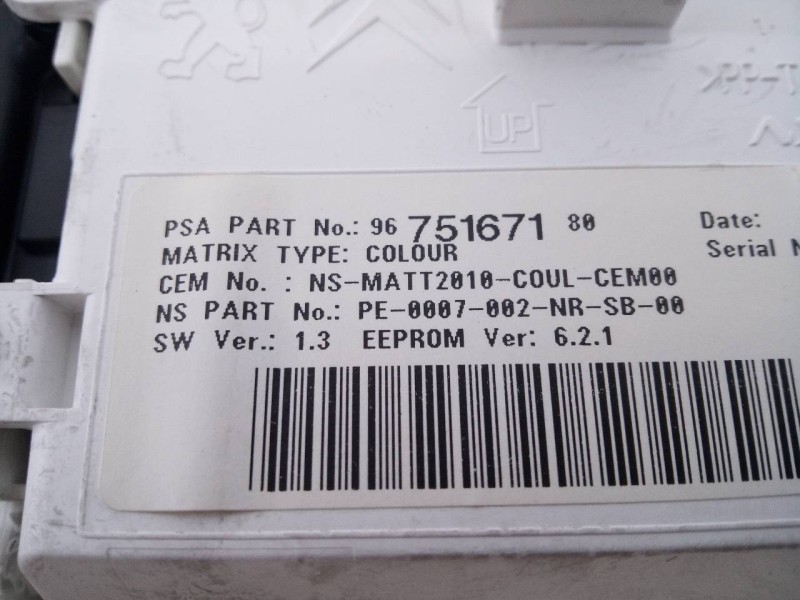 UP
PSA PART No.: 96 751671 80
Date:
MATRIX TYPE: COLOUR
Serial
CEM No.: NS-MATT2010-COUL-CEM00
NS PART No.: PE-0007-002-NR-SB-00
SW Ver.: 1.3 EEPROM Ver: 6.2.1